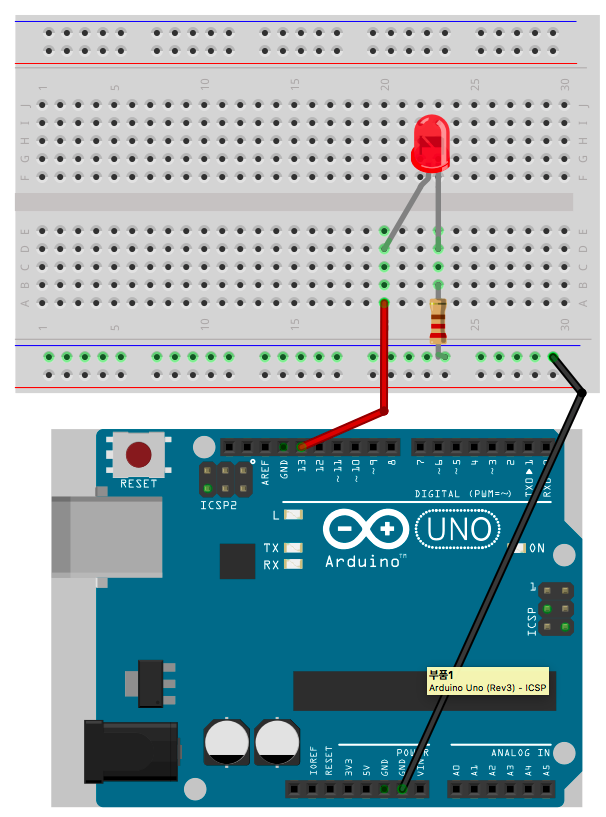 1 5 10 15 20 25 30
J J
I I
H H
G G
F F
E E
D D
C C
B B
A A
1 5 10 15 20 25 30
RESET
ICSP2
AREF
GND
13
12
~11
~10
~9
8
7
~6
~5
4
~3
2
TXD▶1
RXD
DIGITAL (PWM=~)
L
TX
RX
UNO
Arduino™
ON
1
ICSP
부품1
Arduino Uno (Rev3) - ICSP
POWER
ANALOG IN
IOREF
RESET
3V3
5V
GND
GND
VIN
A0
A1
A2
A3
A4
A5